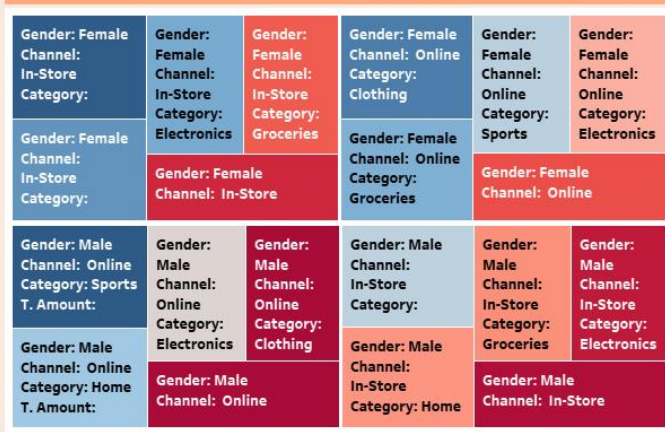 Gender: Female
Channel:
In-Store
Category:
Gender: Female
Channel:
In-Store
Category:
Gender:
Female
Channel:
In-Store
Category:
Electronics
Gender:
Female
Channel:
In-Store
Category:
Groceries
Gender: Female
Channel: In-Store
Gender: Female
Channel: Online
Category:
Clothing
Gender: Female
Channel: Online
Category:
Groceries
Gender:
Female
Channel:
Online
Category:
Sports
Gender:
Female
Channel:
Online
Category:
Electronics
Gender: Female
Channel: Online
Gender: Male
Channel: Online
Category: Sports
T. Amount:
Gender: Male
Channel: Online
Category: Home
T. Amount:
Gender:
Male
Channel:
Online
Category:
Electronics
Gender:
Male
Channel:
Online
Category:
Clothing
Gender: Male
Channel: Online
Gender: Male
Channel:
In-Store
Category:
Gender: Male
Channel:
In-Store
Category: Home
Gender:
Male
Channel:
In-Store
Category:
Groceries
Gender:
Male
Channel:
In-Store
Category:
Electronics
Gender: Male
Channel: In-Store